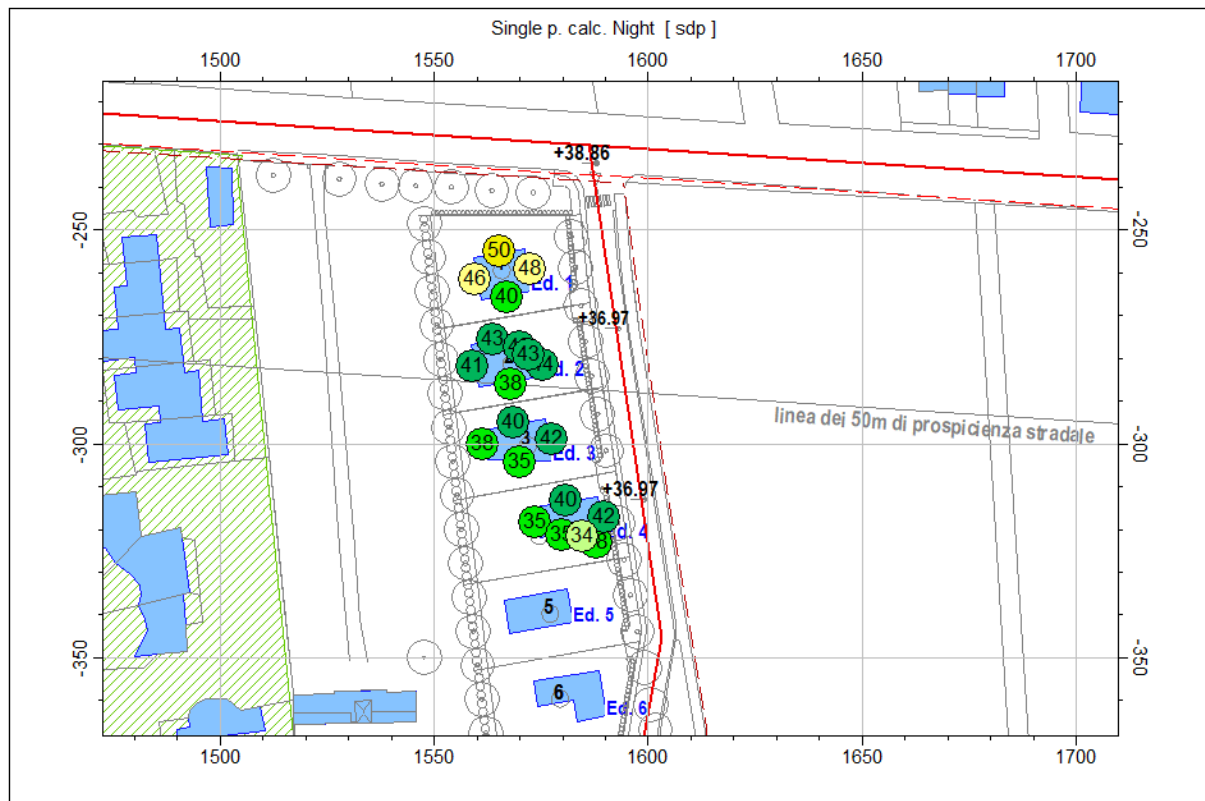 Single p. calc. Night [ sdp ]
1500 1550 1600 1650 1700
+38.86
-250 -250
50
48
46
Ed. 1
40
+36.97
43
43
41
Ed. 2
38
linea dei 50m di prospicienza stradale
40
42
38 3
-300 -300
35 Ed. 3
+36.97
40
42
35
35 34
Ed. 4
5 Ed. 5
-350 -350
6
Ed. 6
1500 1550 1600 1650 1700